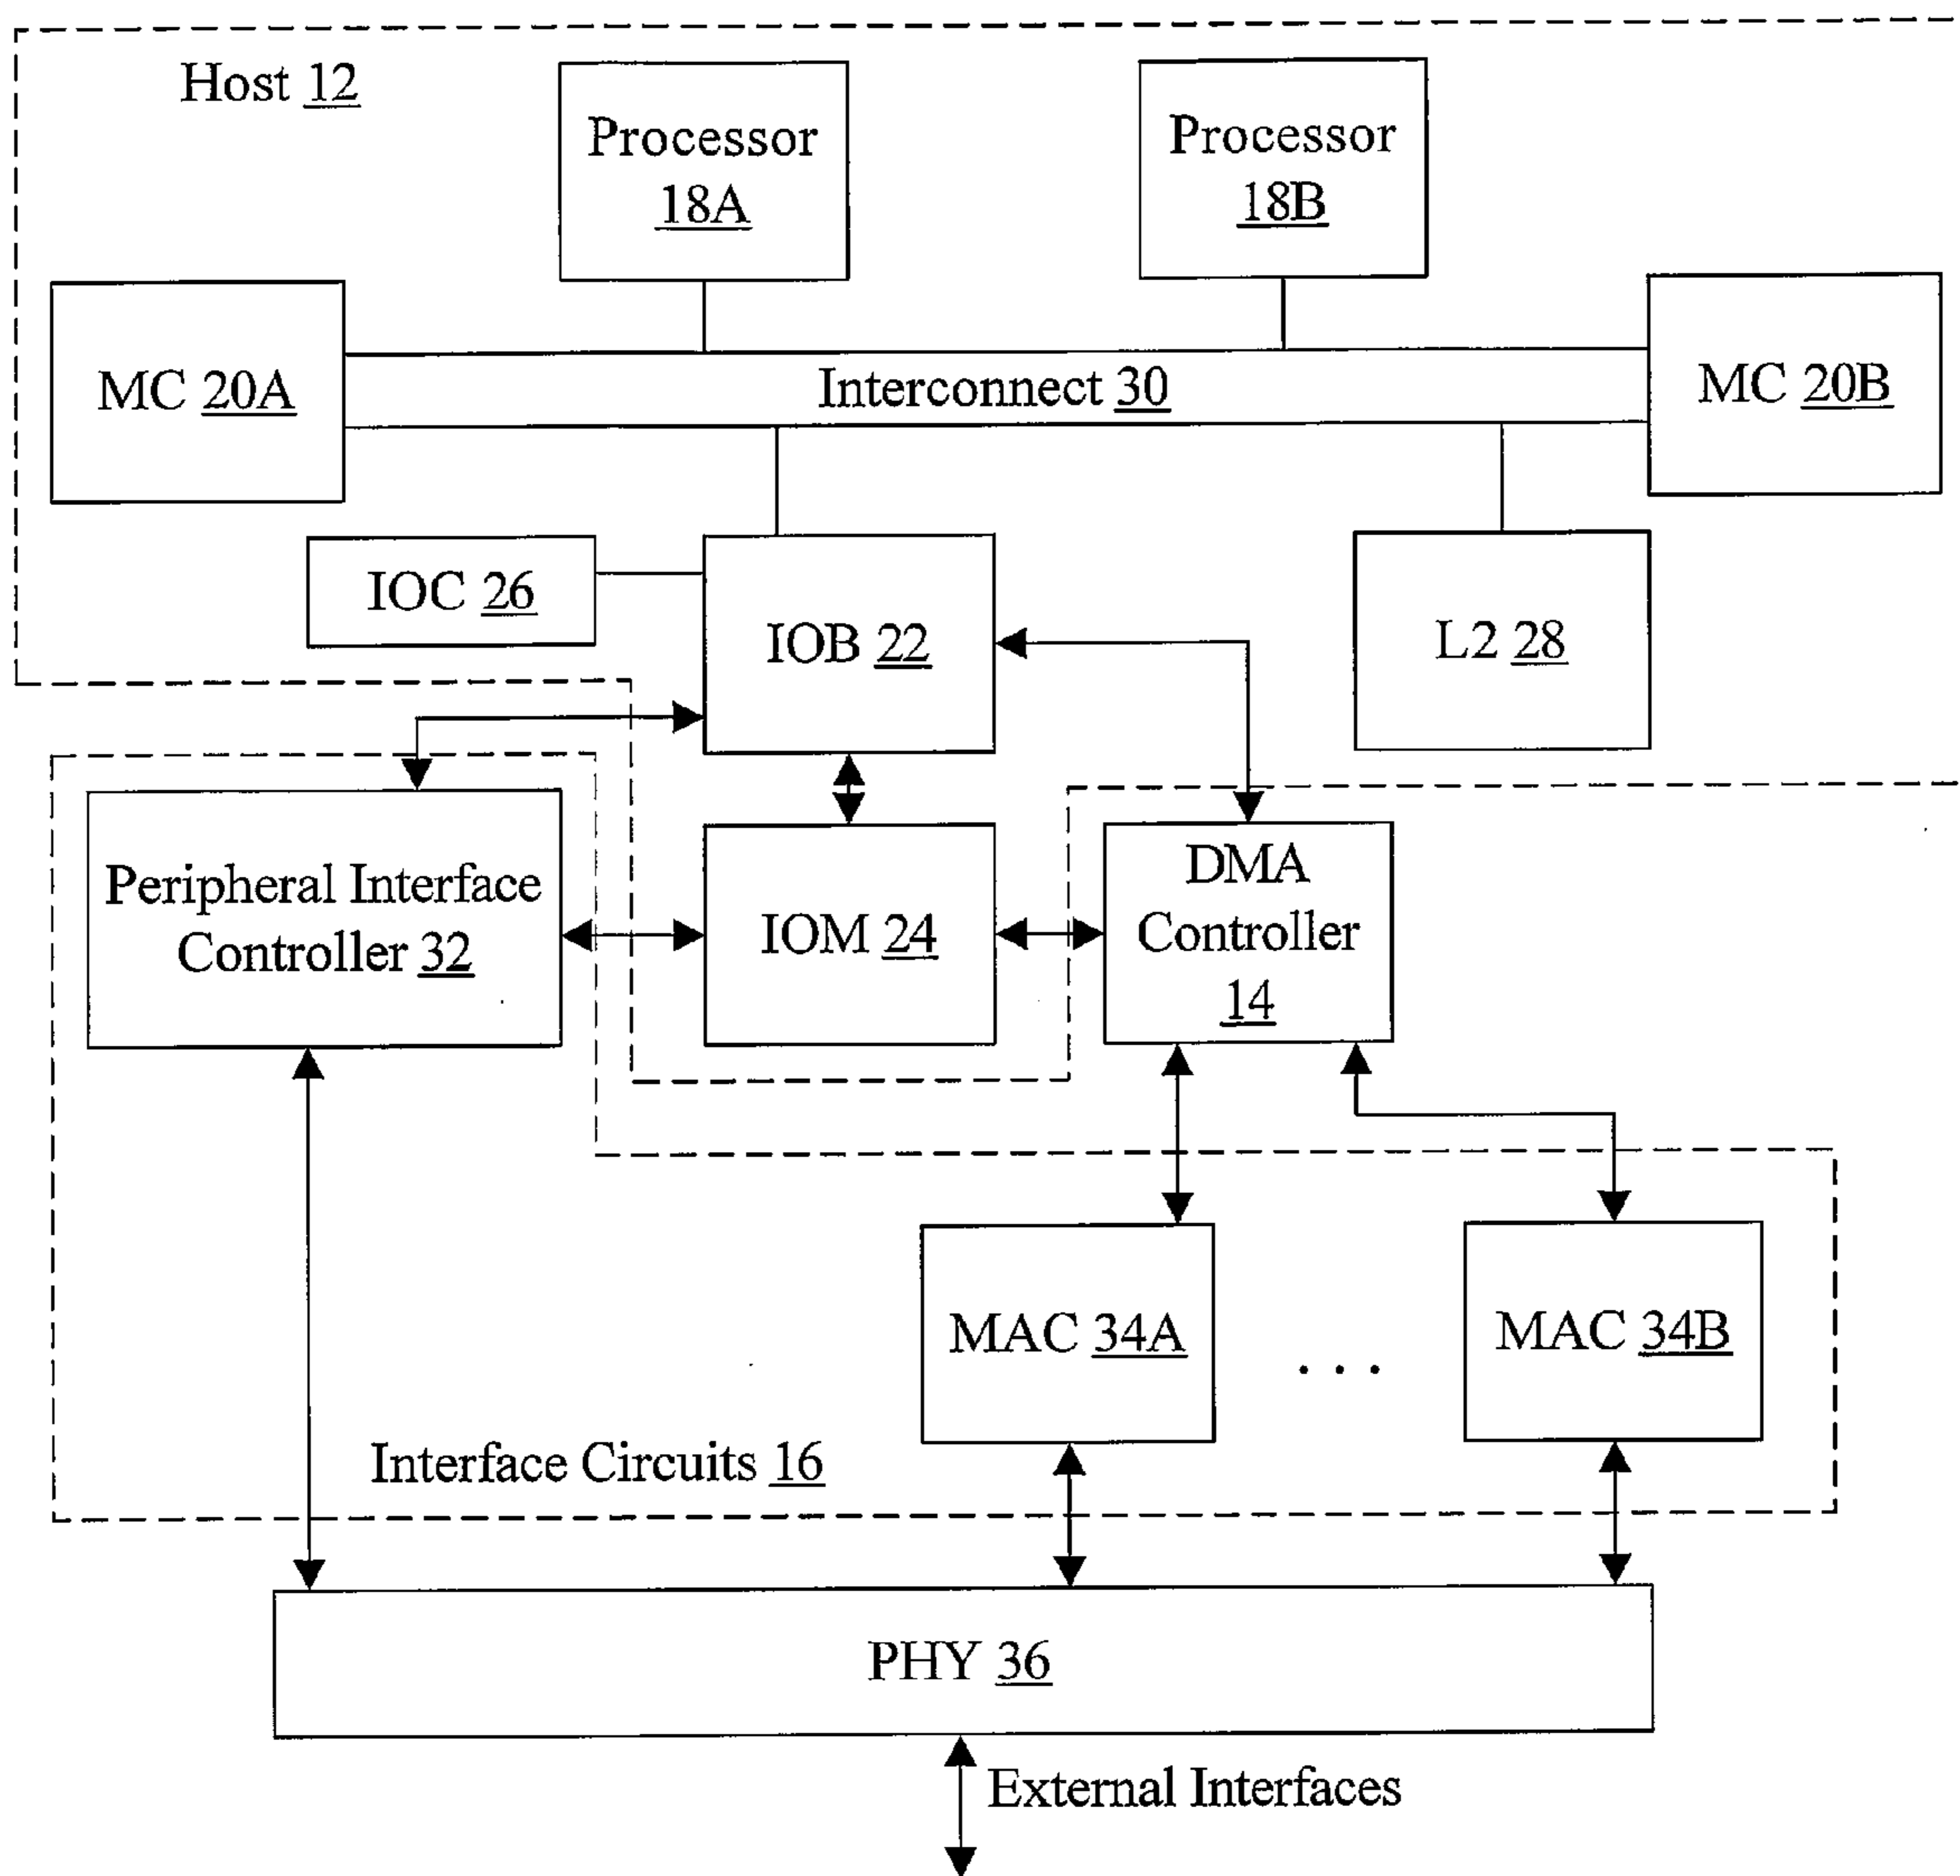 Host 12
Processor
18A
Processor
18B
MC 20A
Interconnect 30
MC 20B
IOC 26
IOB 22
L2 28
Peripheral Interface
Controller 32
IOM 24
DMA
Controller
14
MAC 34A
. . .
MAC 34B
Interface Circuits 16
PHY 36
External Interfaces